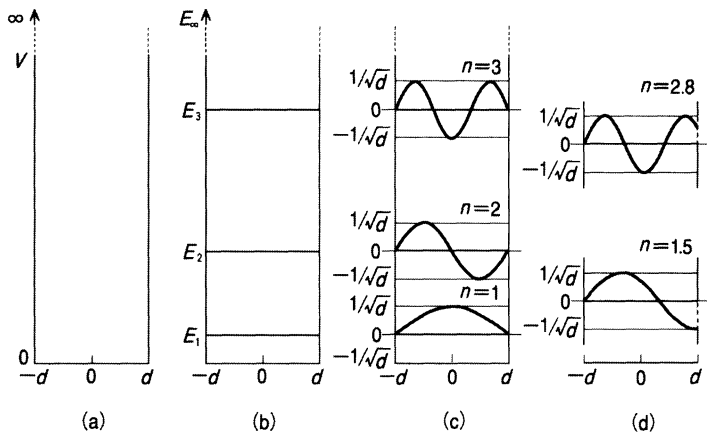 ∞
V
0
−d 0 d
(a)
E∞
E₃
E₂
E₁
−d 0 d
(b)
n=3
1/√d
0
−1/√d
n=2
1/√d
0
−1/√d
n=1
1/√d
0
−1/√d
−d 0 d
(c)
n=2.8
1/√d
0
−1/√d
n=1.5
1/√d
0
−1/√d
−d 0 d
(d)